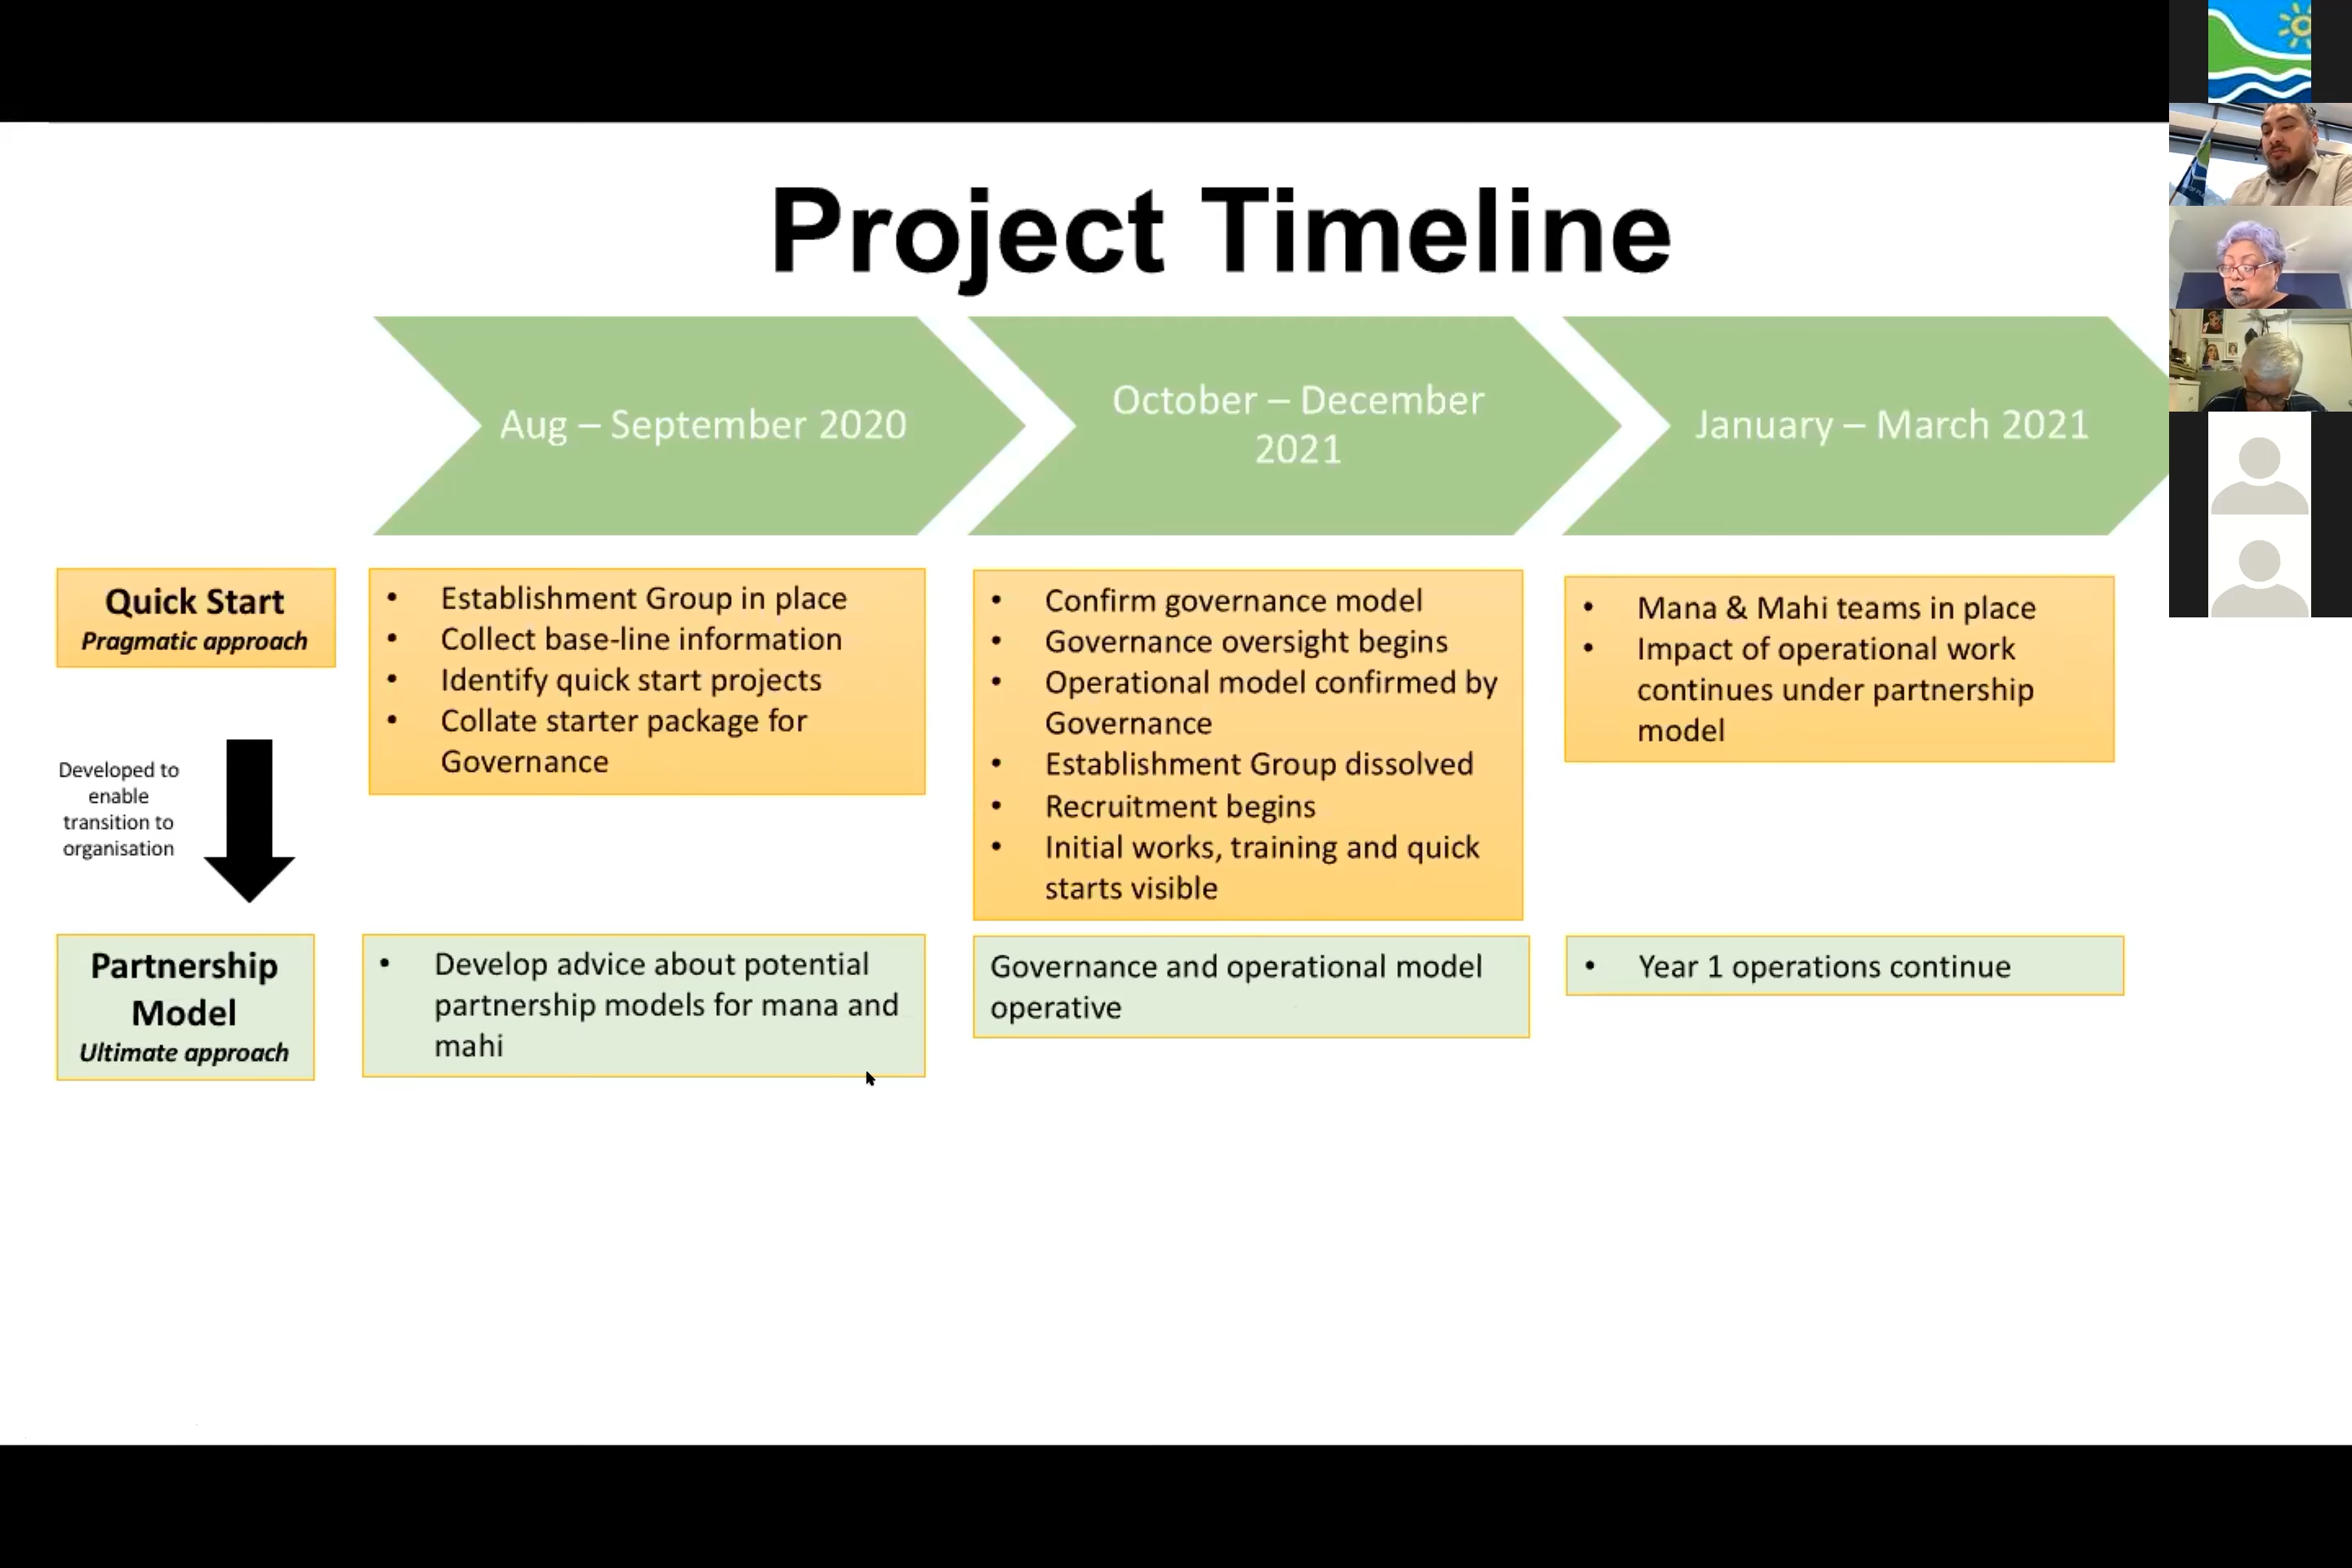 Project Timeline
Aug – September 2020
October – December
2021
January – March 2021
Quick Start
Pragmatic approach
• Establishment Group in place
• Collect base-line information
• Identify quick start projects
• Collate starter package for
Governance
• Confirm governance model
• Governance oversight begins
• Operational model confirmed by
Governance
• Establishment Group dissolved
• Recruitment begins
• Initial works, training and quick
starts visible
• Mana & Mahi teams in place
• Impact of operational work
continues under partnership
model
Developed to
enable
transition to
organisation
Partnership
Model
Ultimate approach
• Develop advice about potential
partnership models for mana and
mahi
Governance and operational model
operative
• Year 1 operations continue